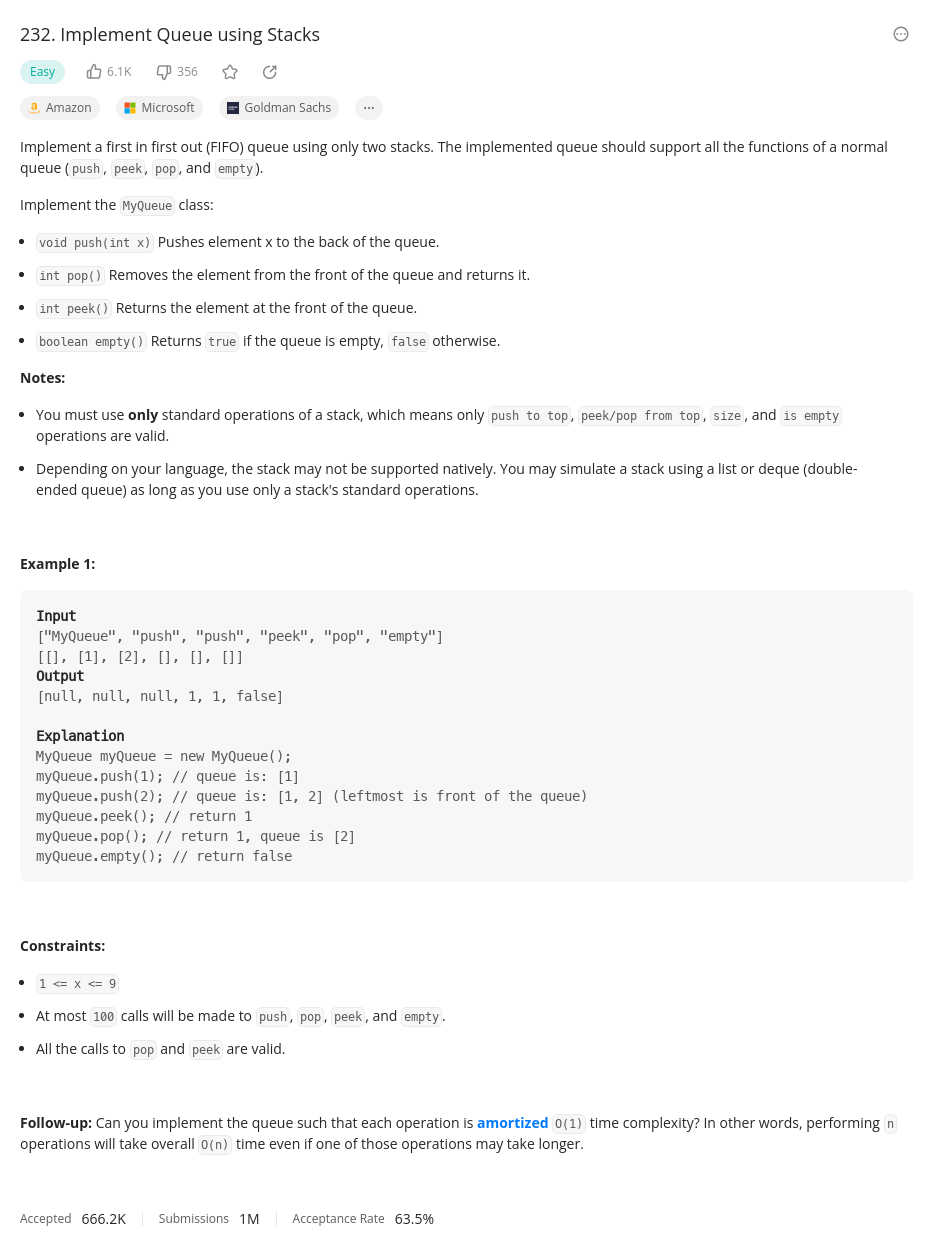 232. Implement Queue using Stacks
Easy 6.1K 356
Amazon Microsoft Goldman Sachs ...
Implement a first in first out (FIFO) queue using only two stacks. The implemented queue should support all the functions of a normal
queue (push, peek, pop, and empty).
Implement the MyQueue class:
• void push(int x) Pushes element x to the back of the queue.
• int pop() Removes the element from the front of the queue and returns it.
• int peek() Returns the element at the front of the queue.
• boolean empty() Returns true if the queue is empty, false otherwise.
Notes:
• You must use only standard operations of a stack, which means only push to top, peek/pop from top, size, and is empty
operations are valid.
• Depending on your language, the stack may not be supported natively. You may simulate a stack using a list or deque (double-
ended queue) as long as you use only a stack's standard operations.
Example 1:
Input
["MyQueue", "push", "push", "peek", "pop", "empty"]
[[], [1], [2], [], [], []]
Output
[null, null, null, 1, 1, false]
Explanation
MyQueue myQueue = new MyQueue();
myQueue.push(1); // queue is: [1]
myQueue.push(2); // queue is: [1, 2] (leftmost is front of the queue)
myQueue.peek(); // return 1
myQueue.pop(); // return 1, queue is [2]
myQueue.empty(); // return false
Constraints:
• 1 <= x <= 9
• At most 100 calls will be made to push, pop, peek, and empty.
• All the calls to pop and peek are valid.
Follow-up: Can you implement the queue such that each operation is amortized O(1) time complexity? In other words, performing n
operations will take overall O(n) time even if one of those operations may take longer.
Accepted 666.2K Submissions 1M Acceptance Rate 63.5%